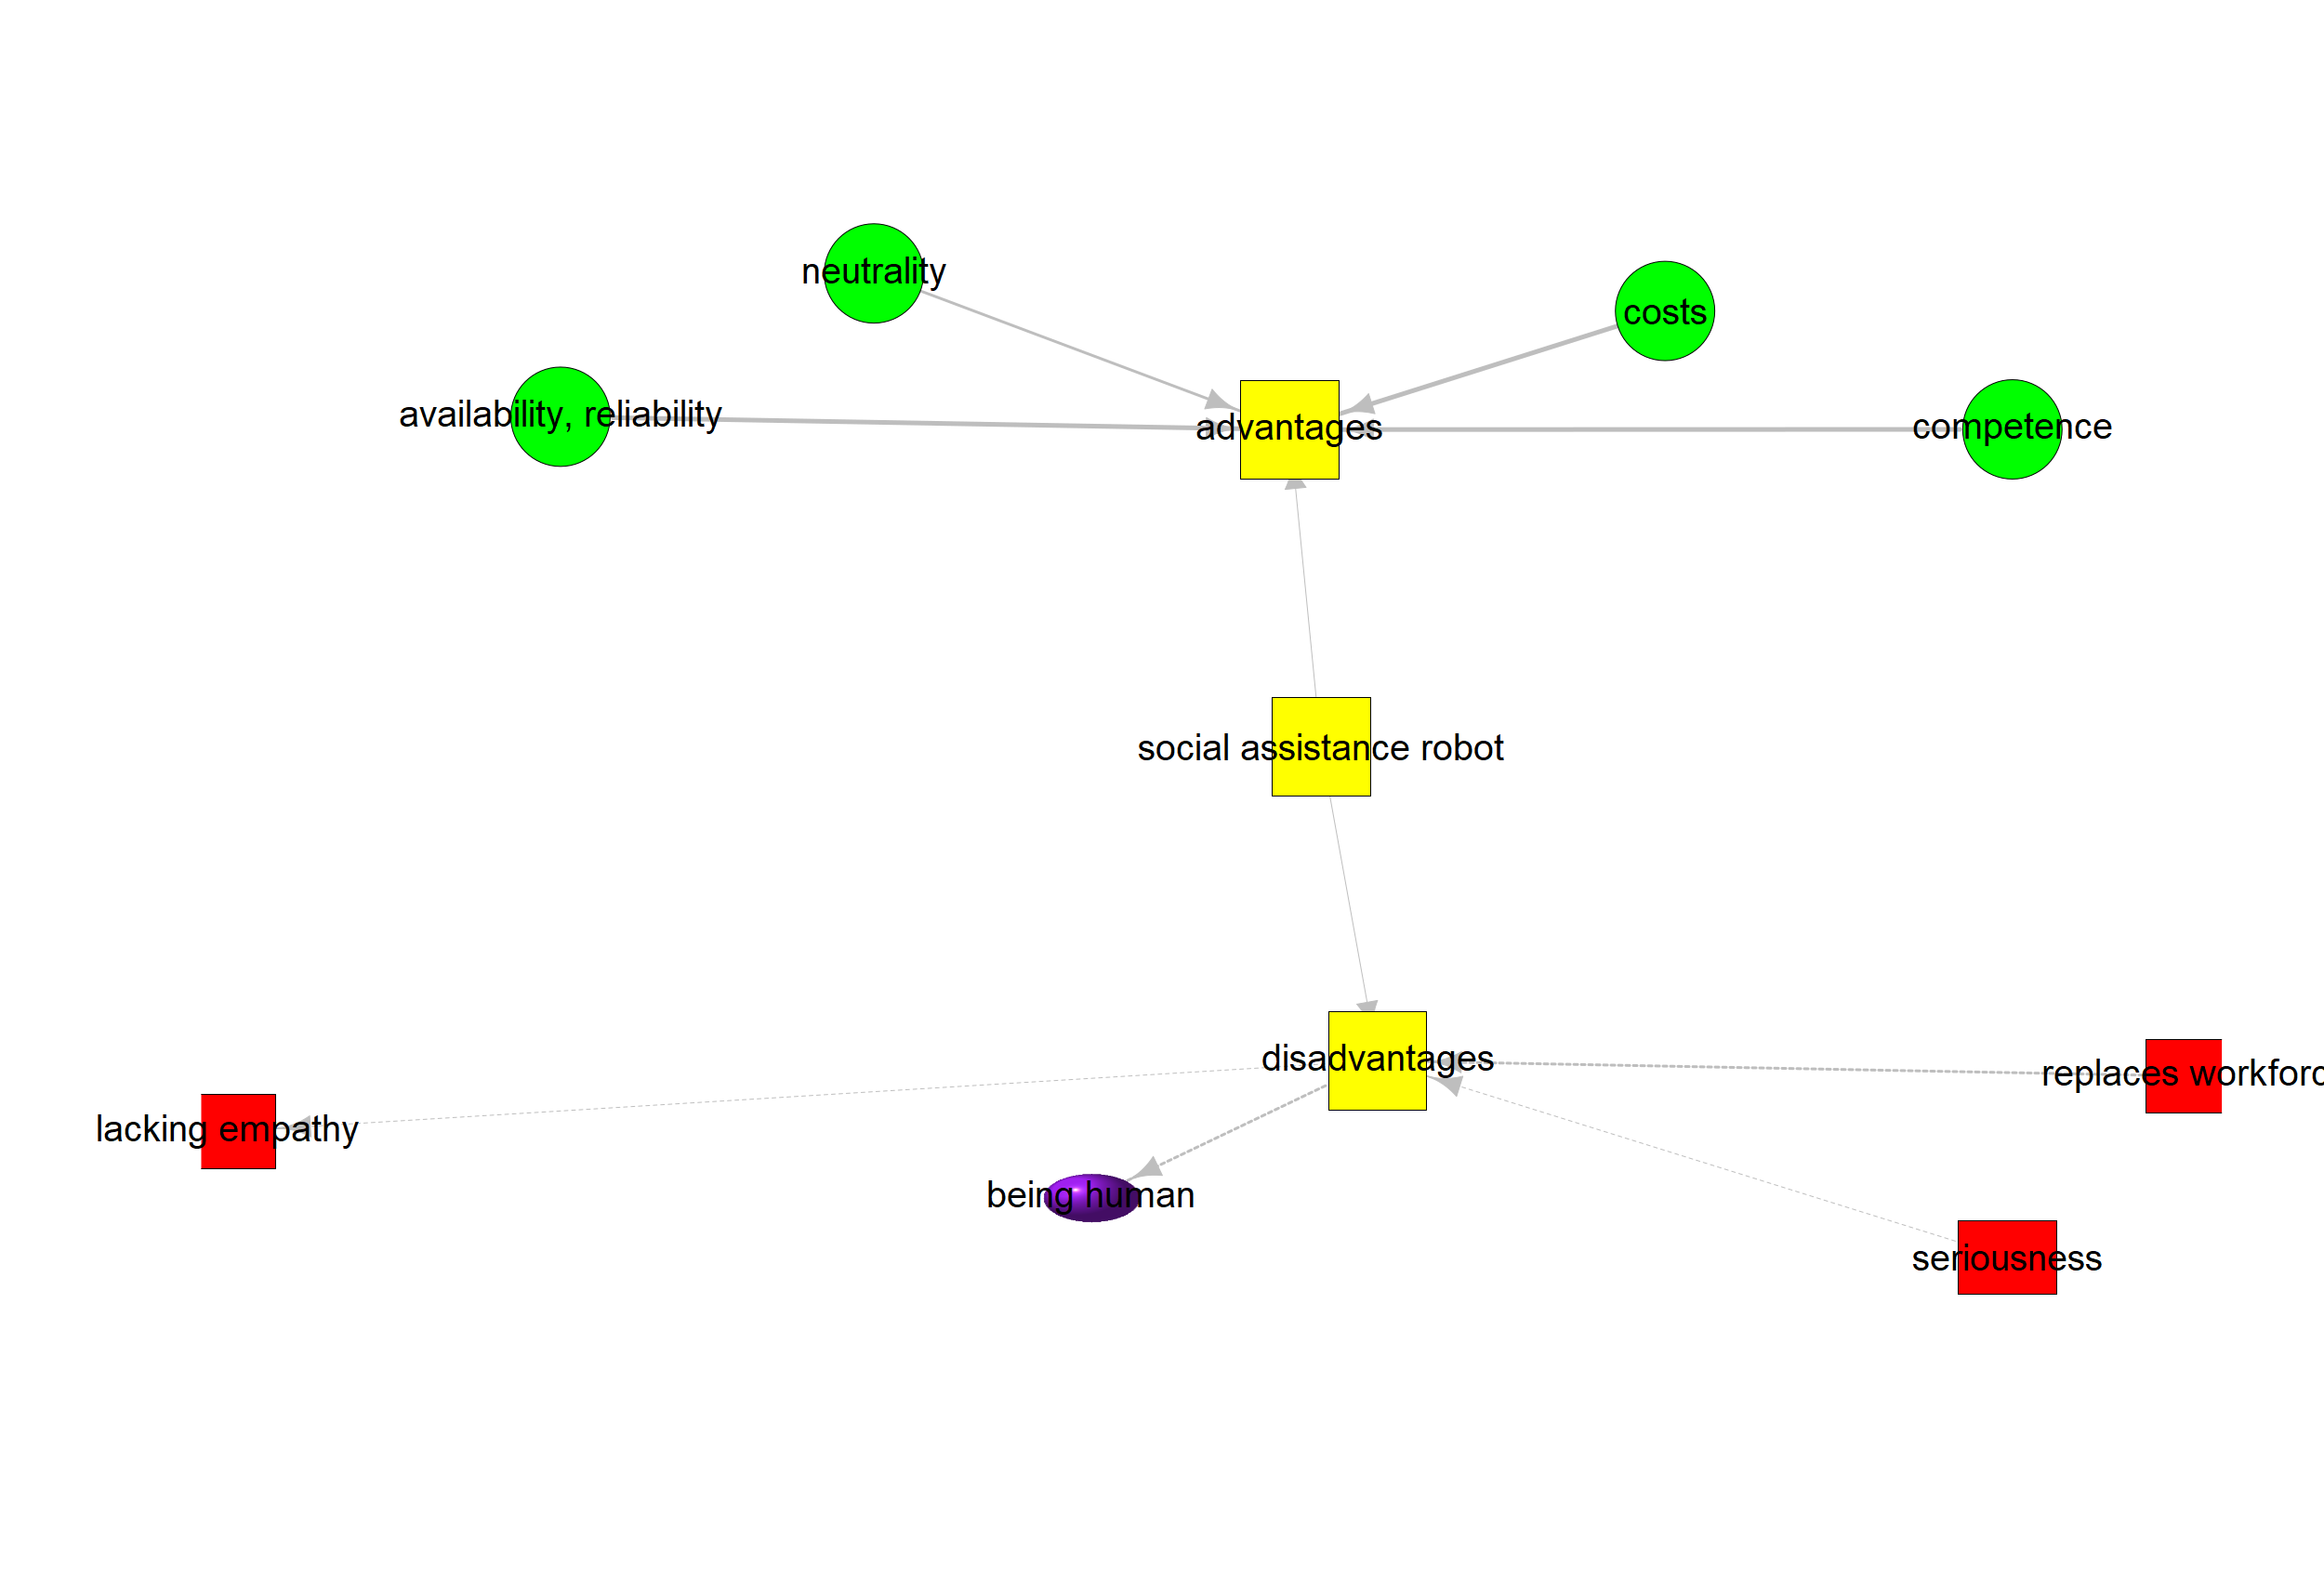 neutrality
costs
availability, reliability
advantages
competence
social assistance robot
disadvantages
replaces workforc
lacking empathy
being human
seriousness